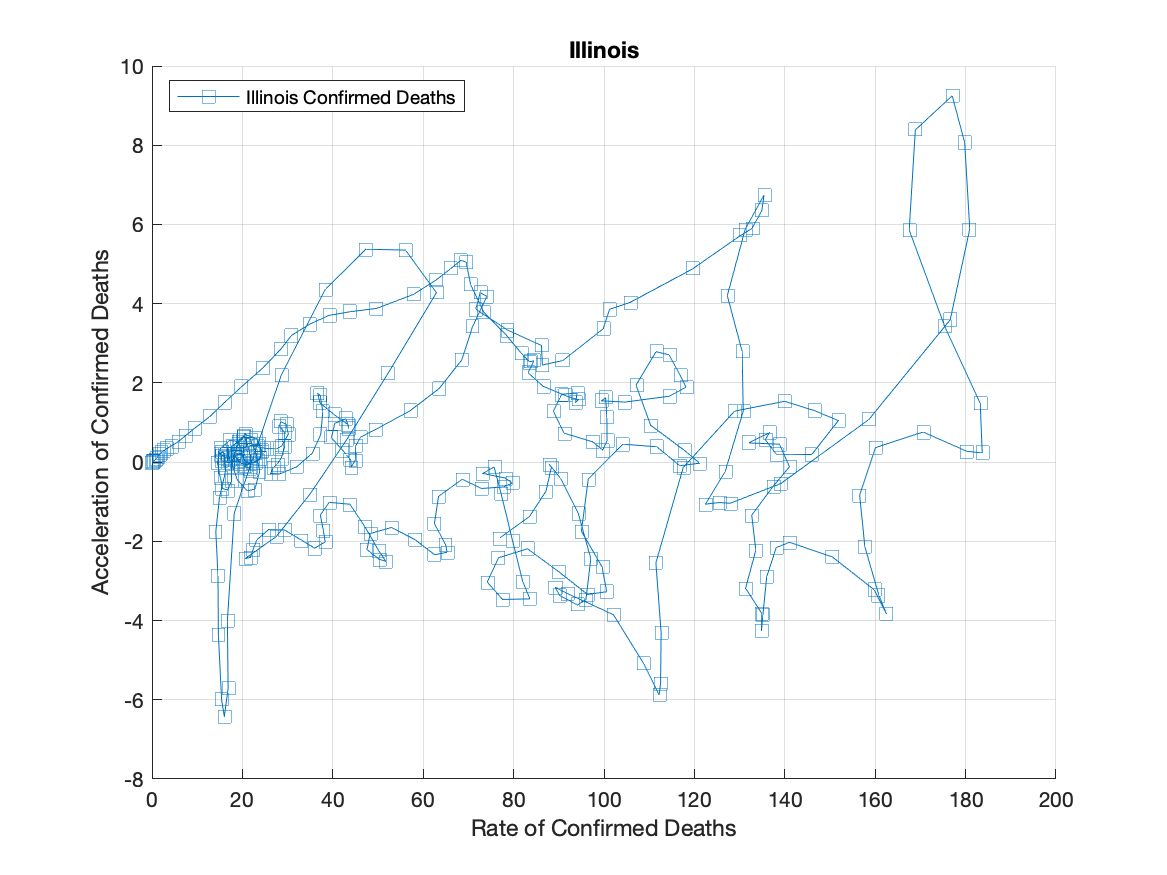 Illinois
Illinois Confirmed Deaths
10
8
6
4
2
0
-2
-4
-6
-8
Acceleration of Confirmed Deaths
0 20 40 60 80 100 120 140 160 180 200
Rate of Confirmed Deaths